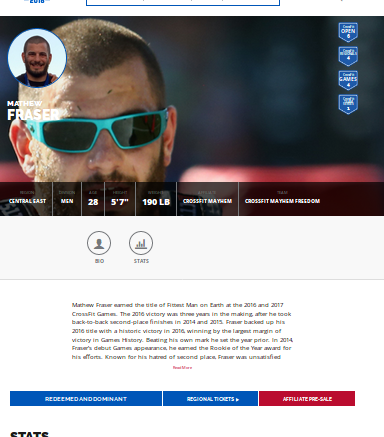 CrossFit
OPEN
6
4
CrossFit
GAMES
4
1
MATHEW
FRASER
REGION
DIVISION
AGE
HEIGHT
WEIGHT
AFFILIATE
TEAM
CENTRAL EAST
MEN
28
5'7"
190 LB
CROSSFIT MAYHEM
CROSSFIT MAYHEM FREEDOM
BIO
STATS
Mathew Fraser earned the title of Fittest Man on Earth at the 2016 and 2017
CrossFit Games. The 2016 victory was three years in the making, after he took
back-to-back second-place finishes in 2014 and 2015. Fraser backed up his
2016 title with a historic victory in 2016, winning by the largest margin of
victory in Games History. Beating his own mark he set the year prior. In 2014,
Fraser's debut Games appearance, he earned the Rookie of the Year award for
his efforts. Known for his hatred of second place, Fraser was unsatisfied
Read More
REDEEMED AND DOMINANT
REGIONAL TICKETS ▶
AFFILIATE PRE-SALE
STATS